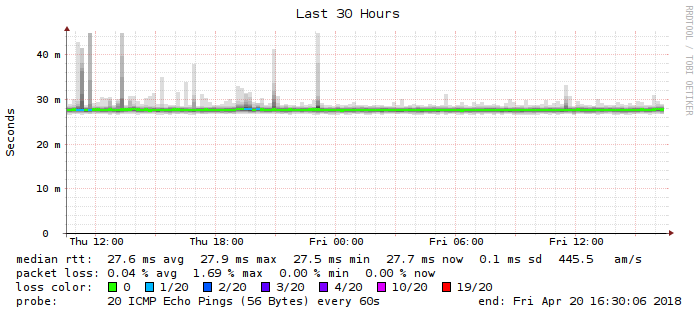 Last 30 Hours
RRDTOOL / TOBI OETIKER
Seconds
40 m
30 m
20 m
10 m
0
Thu 12:00 Thu 18:00 Fri 00:00 Fri 06:00 Fri 12:00
median rtt: 27.6 ms avg 27.9 ms max 27.5 ms min 27.7 ms now 0.1 ms sd 445.5 am/s
packet loss: 0.04 % avg 1.69 % max 0.00 % min 0.00 % now
loss color: 0 1/20 2/20 3/20 4/20 10/20 19/20
probe: 20 ICMP Echo Pings (56 Bytes) every 60s end: Fri Apr 20 16:30:06 2018